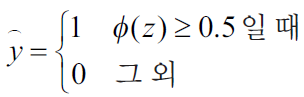 ŷ = { 1 ϕ(z) ≥ 0.5 일 때
0 그 외